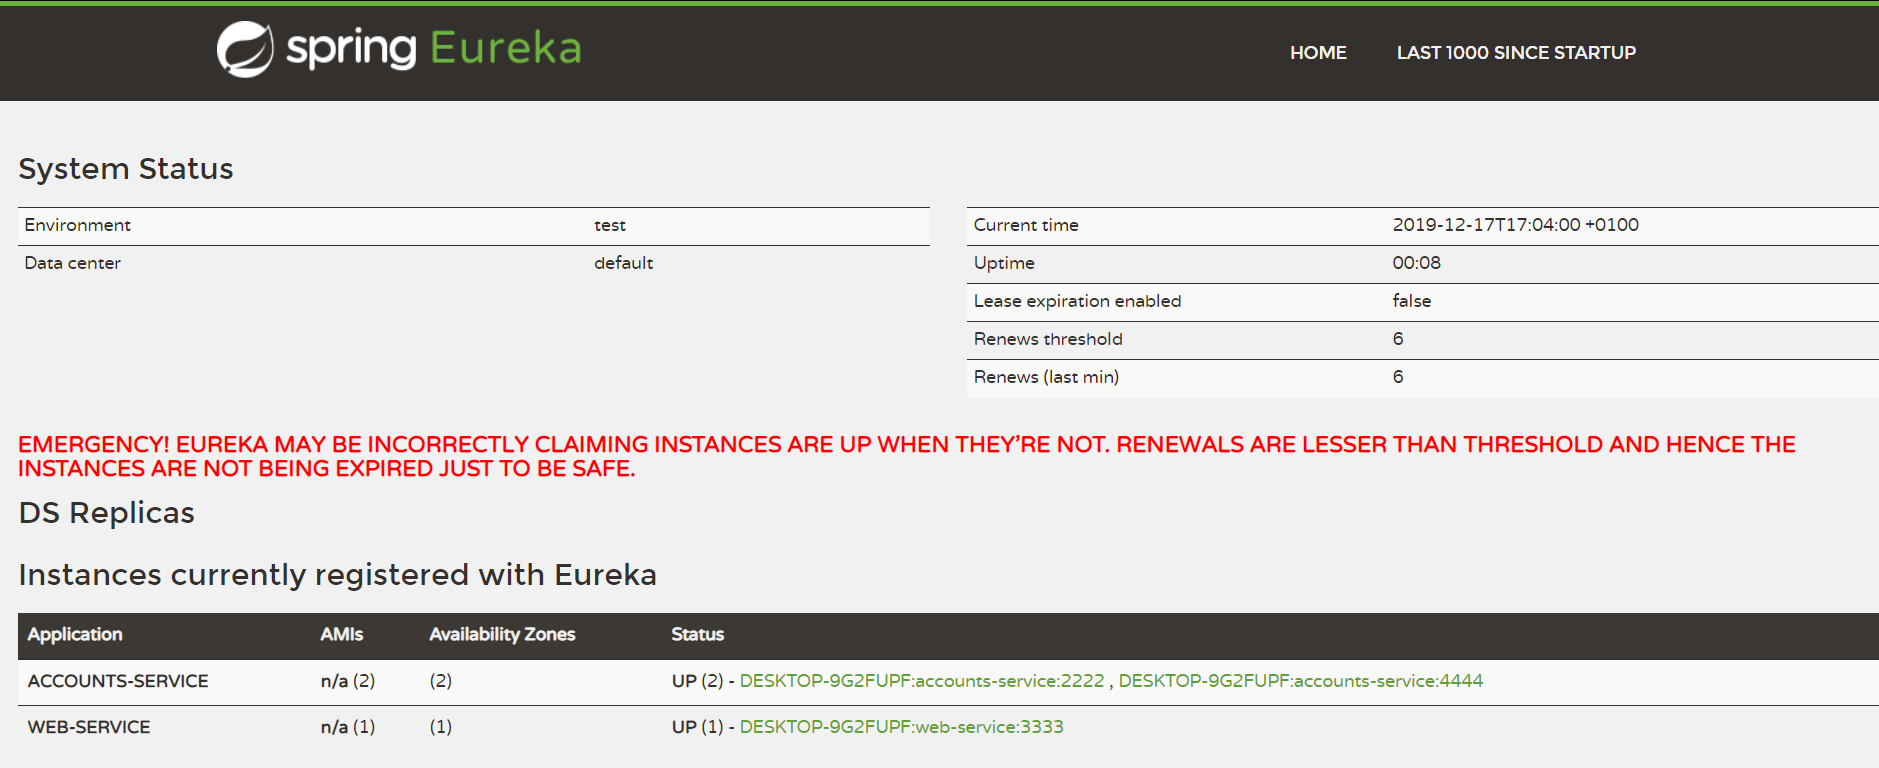 spring Eureka
HOME LAST 1000 SINCE STARTUP
System Status
Environment test
Data center default
Current time 2019-12-17T17:04:00 +0100
Uptime 00:08
Lease expiration enabled false
Renews threshold 6
Renews (last min) 6
EMERGENCY! EUREKA MAY BE INCORRECTLY CLAIMING INSTANCES ARE UP WHEN THEY’RE NOT. RENEWALS ARE LESSER THAN THRESHOLD AND HENCE THE
INSTANCES ARE NOT BEING EXPIRED JUST TO BE SAFE.
DS Replicas
Instances currently registered with Eureka
Application AMIs Availability Zones Status
ACCOUNTS-SERVICE n/a (2) (2) UP (2) - DESKTOP-9G2FUPF:accounts-service:2222 , DESKTOP-9G2FUPF:accounts-service:4444
WEB-SERVICE n/a (1) (1) UP (1) - DESKTOP-9G2FUPF:web-service:3333